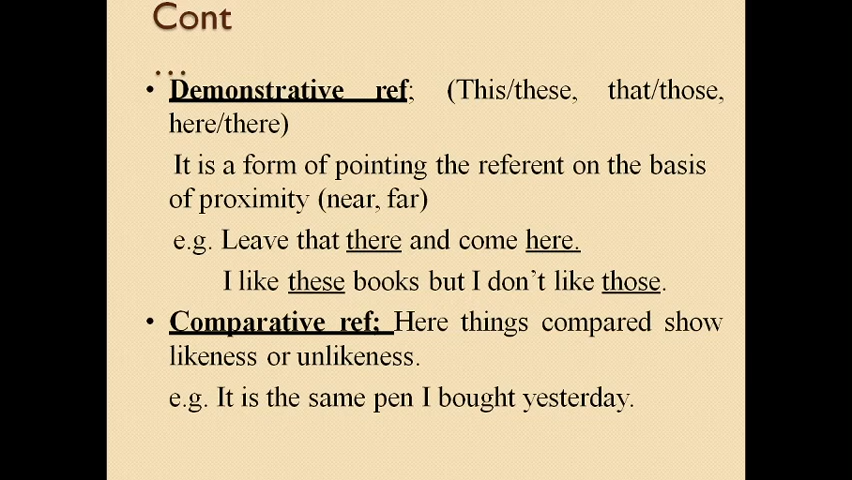 Cont
…
• Demonstrative ref; (This/these, that/those,
here/there)
It is a form of pointing the referent on the basis
of proximity (near, far)
e.g. Leave that there and come here.
I like these books but I don’t like those.
• Comparative ref; Here things compared show
likeness or unlikeness.
e.g. It is the same pen I bought yesterday.